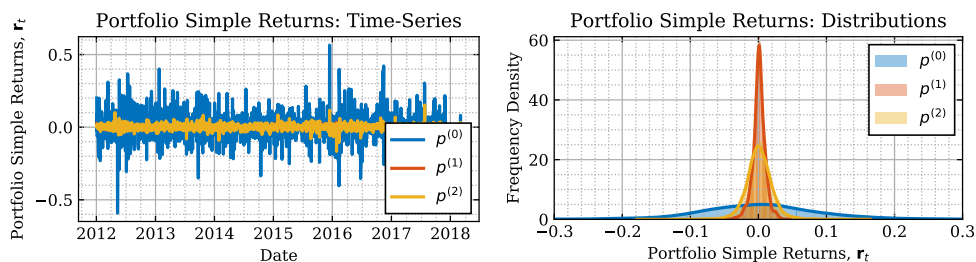 Portfolio Simple Returns: Time-Series
Portfolio Simple Returns, r_t
0.5
0.0
−0.5
p^(0)
p^(1)
p^(2)
2012 2013 2014 2015 2016 2017 2018
Date
Portfolio Simple Returns: Distributions
Frequency Density
60
40
20
0
p^(0)
p^(1)
p^(2)
−0.3 −0.2 −0.1 0.0 0.1 0.2 0.3
Portfolio Simple Returns, r_t